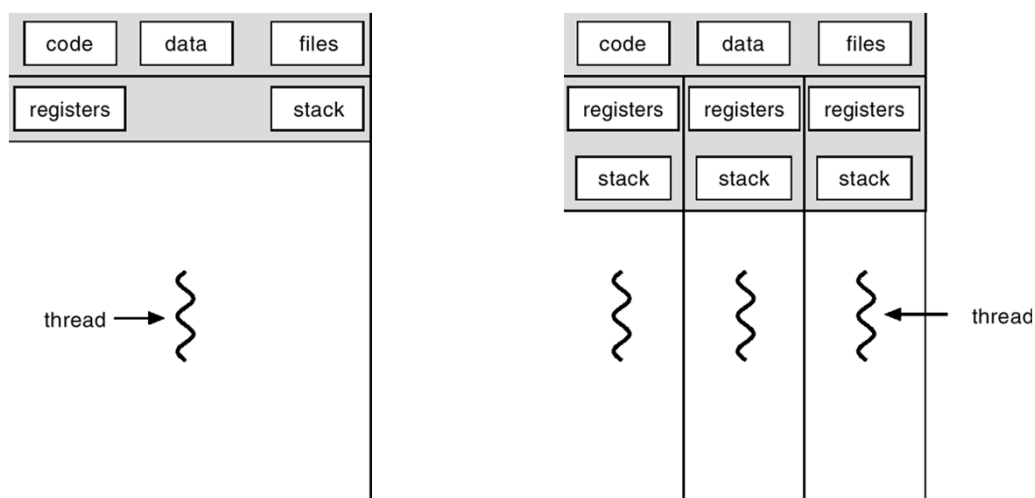 code data files
registers stack
thread
code data files
registers registers registers
stack stack stack
thread